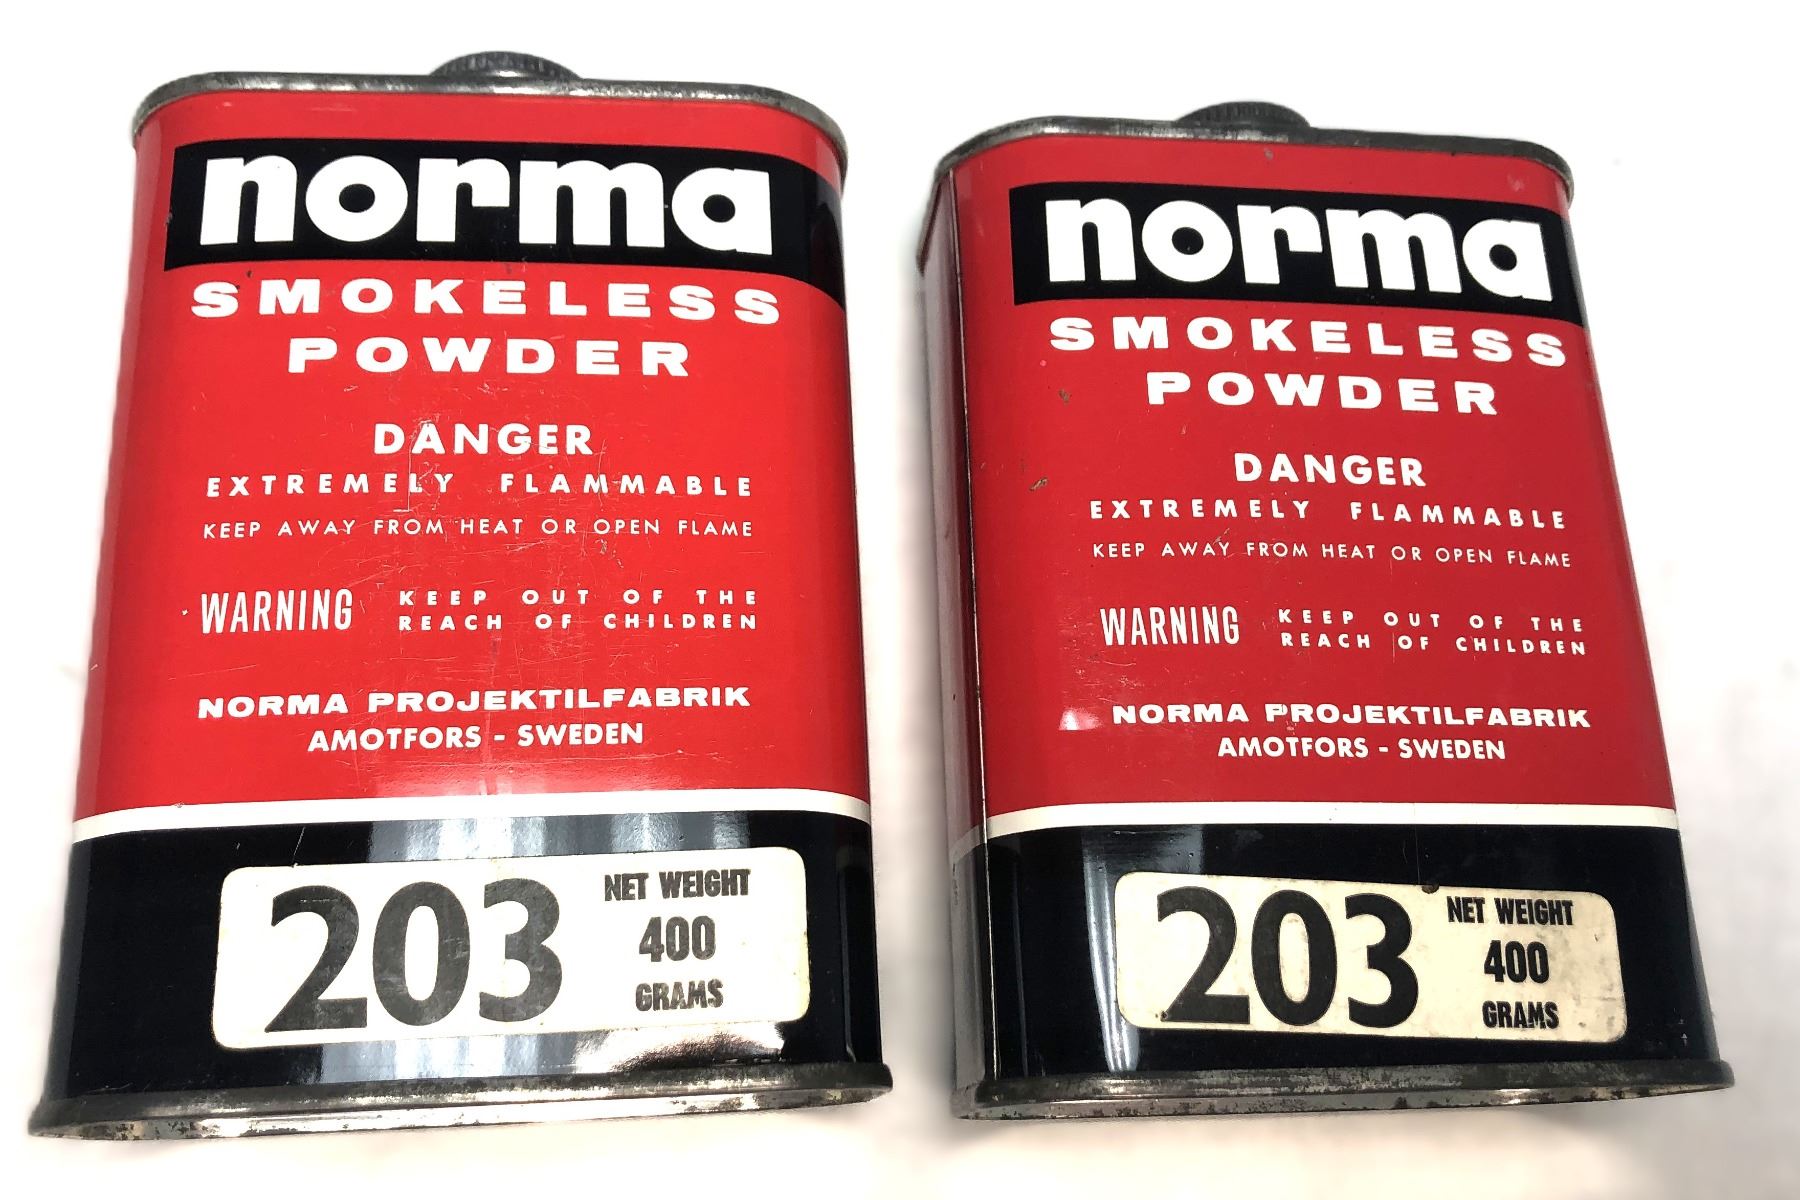 norma
SMOKELESS
POWDER
DANGER
EXTREMELY FLAMMABLE
KEEP AWAY FROM HEAT OR OPEN FLAME
WARNING KEEP OUT OF THE
REACH OF CHILDREN
NORMA PROJEKTILFABRIK
AMOTFORS - SWEDEN
203
NET WEIGHT
400
GRAMS
norma
SMOKELESS
POWDER
DANGER
EXTREMELY FLAMMABLE
KEEP AWAY FROM HEAT OR OPEN FLAME
WARNING KEEP OUT OF THE
REACH OF CHILDREN
NORMA PROJEKTILFABRIK
AMOTFORS - SWEDEN
203
NET WEIGHT
400
GRAMS